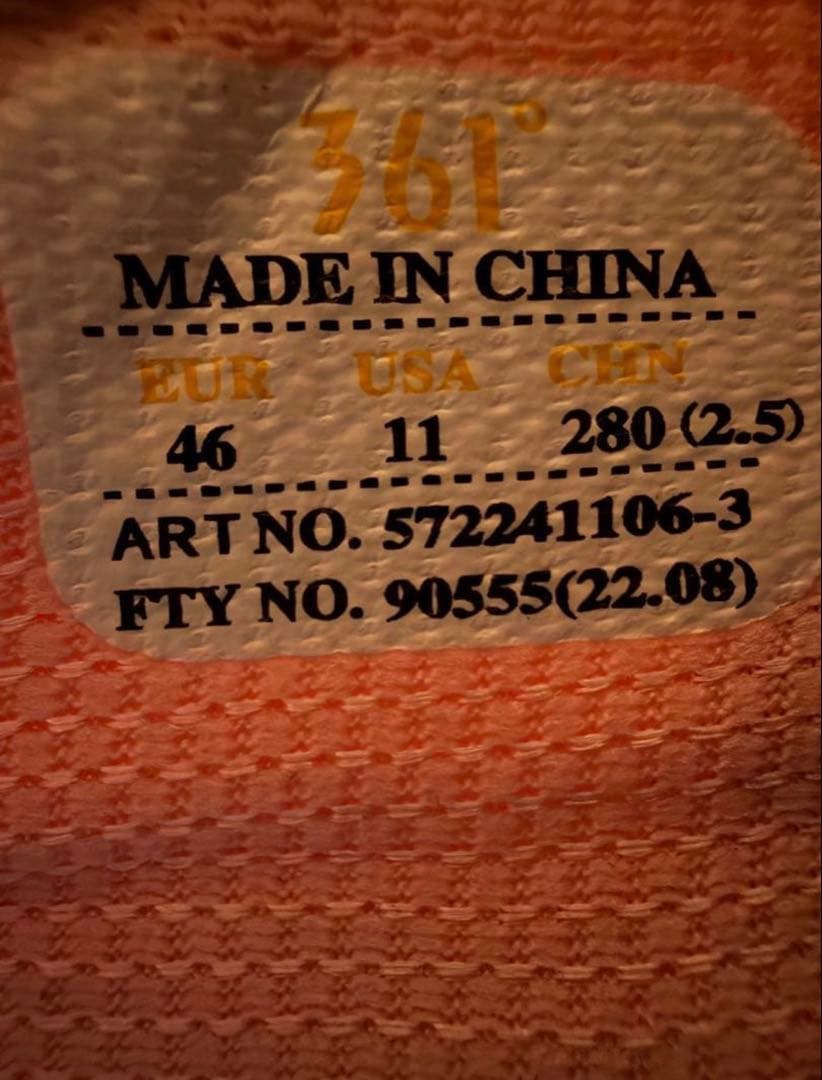 361°
MADE IN CHINA
EUR USA CHN
46 11 280 (2.5)
ART NO. 572241106-3
FTY NO. 90555(22.08)